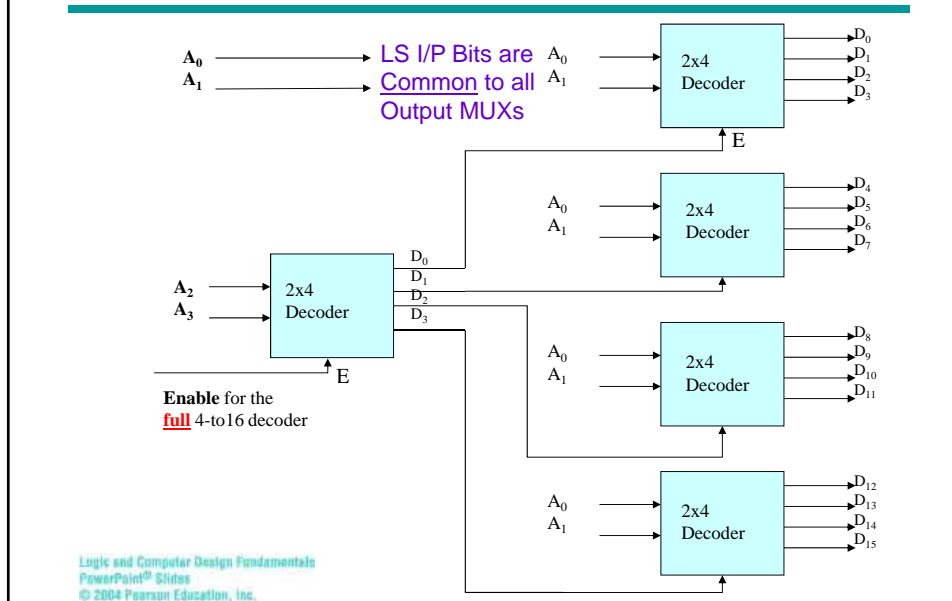 A₀
A₁
LS I/P Bits are
Common to all
Output MUXs
A₀
A₁
2x4
Decoder
D₀
D₁
D₂
D₃
E
A₀
A₁
2x4
Decoder
D₄
D₅
D₆
D₇
A₂
A₃
2x4
Decoder
D₀
D₁
D₂
D₃
E
Enable for the
full 4-to16 decoder
A₀
A₁
2x4
Decoder
D₈
D₉
D₁₀
D₁₁
A₀
A₁
2x4
Decoder
D₁₂
D₁₃
D₁₄
D₁₅
Logic and Computer Design Fundamentals
PowerPoint® Slides
© 2004 Pearson Education, Inc.